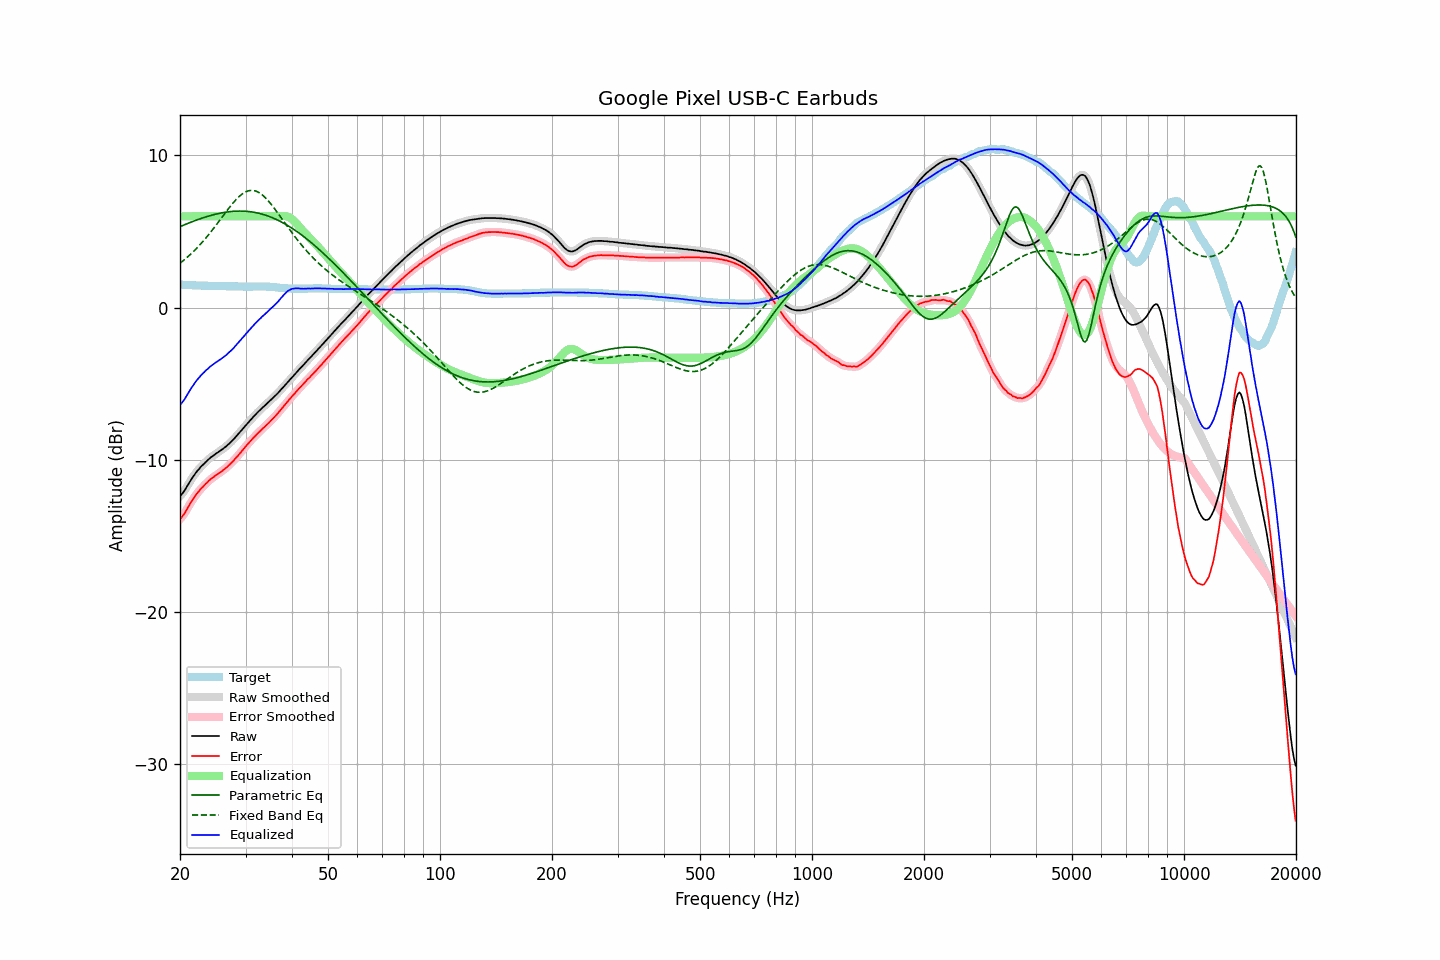 Google Pixel USB-C Earbuds
10
0
−10
−20
−30
Amplitude (dBr)
Target
Raw Smoothed
Error Smoothed
Raw
Error
Equalization
Parametric Eq
Fixed Band Eq
Equalized
20 50 100 200 500 1000 2000 5000 10000 20000
Frequency (Hz)